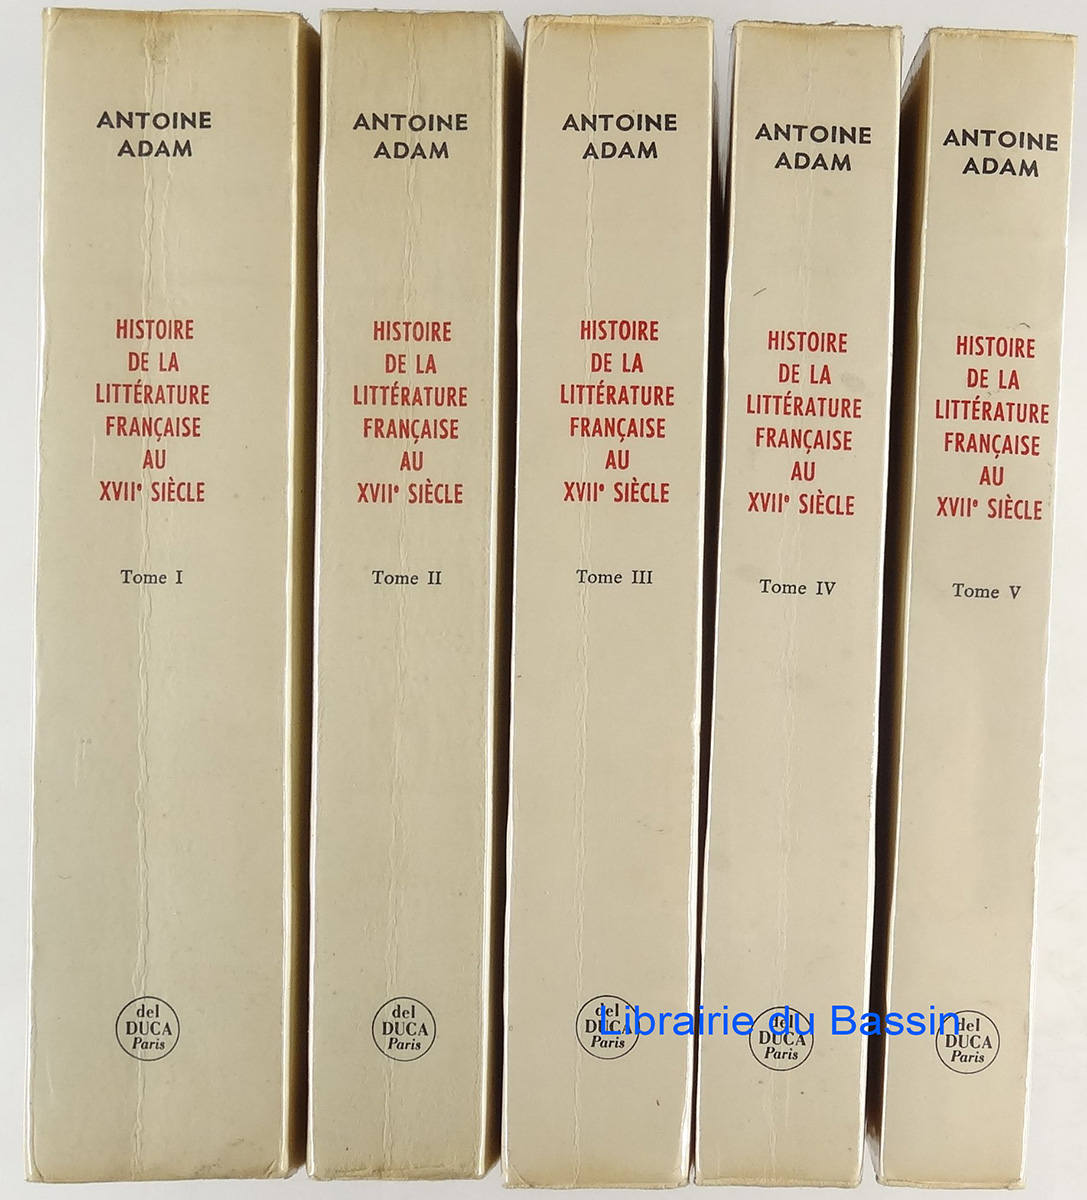 ANTOINE
ADAM
HISTOIRE
DE LA
LITTÉRATURE
FRANÇAISE
AU
XVIIe SIÈCLE
Tome I
del
DUCA
Paris
ANTOINE
ADAM
HISTOIRE
DE LA
LITTÉRATURE
FRANÇAISE
AU
XVIIe SIÈCLE
Tome II
del
DUCA
Paris
ANTOINE
ADAM
HISTOIRE
DE LA
LITTÉRATURE
FRANÇAISE
AU
XVIIe SIÈCLE
Tome III
del
DUCA
Paris
ANTOINE
ADAM
HISTOIRE
DE LA
LITTÉRATURE
FRANÇAISE
AU
XVIIe SIÈCLE
Tome IV
del
DUCA
Paris
ANTOINE
ADAM
HISTOIRE
DE LA
LITTÉRATURE
FRANÇAISE
AU
XVIIe SIÈCLE
Tome V
del
DUCA
Paris
Librairie du Bassin